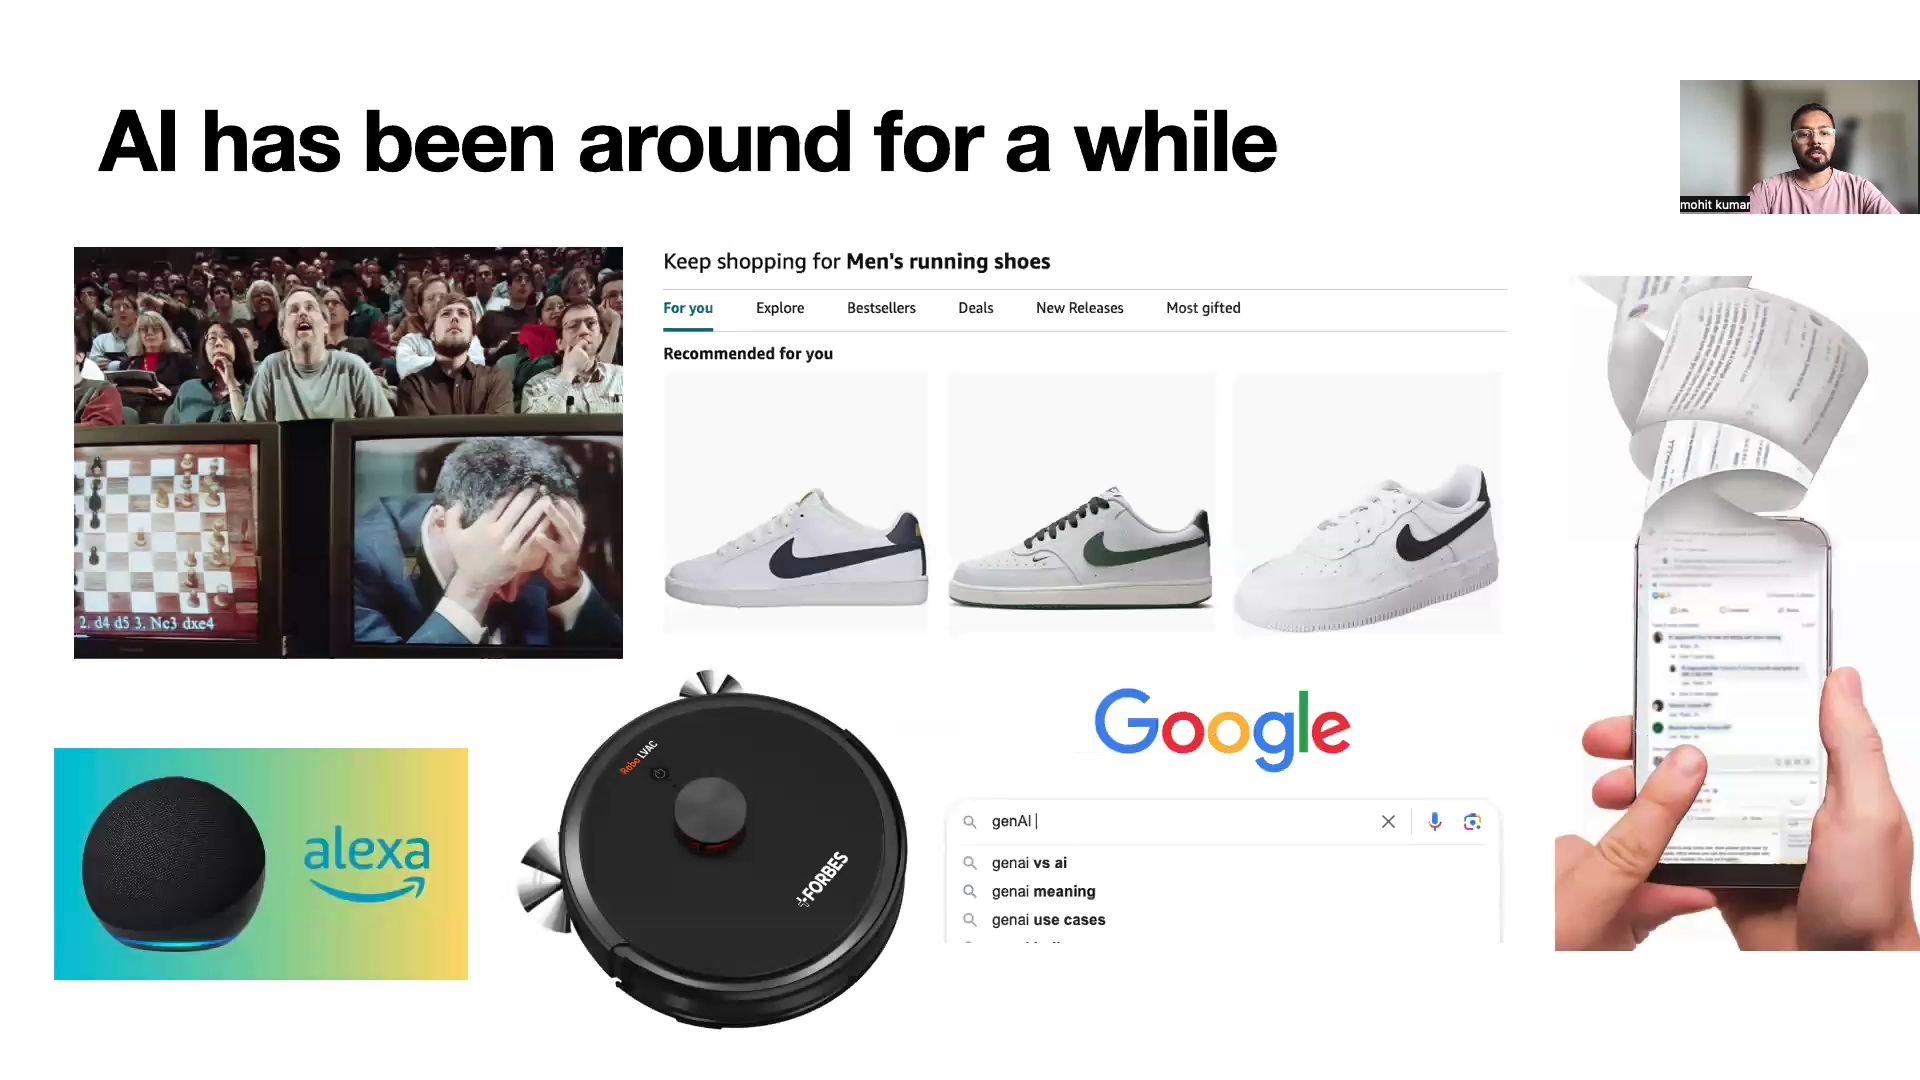 AI has been around for a while
mohit kumar
Keep shopping for Men's running shoes
For you Explore Bestsellers Deals New Releases Most gifted
Recommended for you
2. d4 d5 3. Nc3 dxe4
alexa
Robo LVAC
FORBES
Google
genAI
genai vs ai
genai meaning
genai use cases